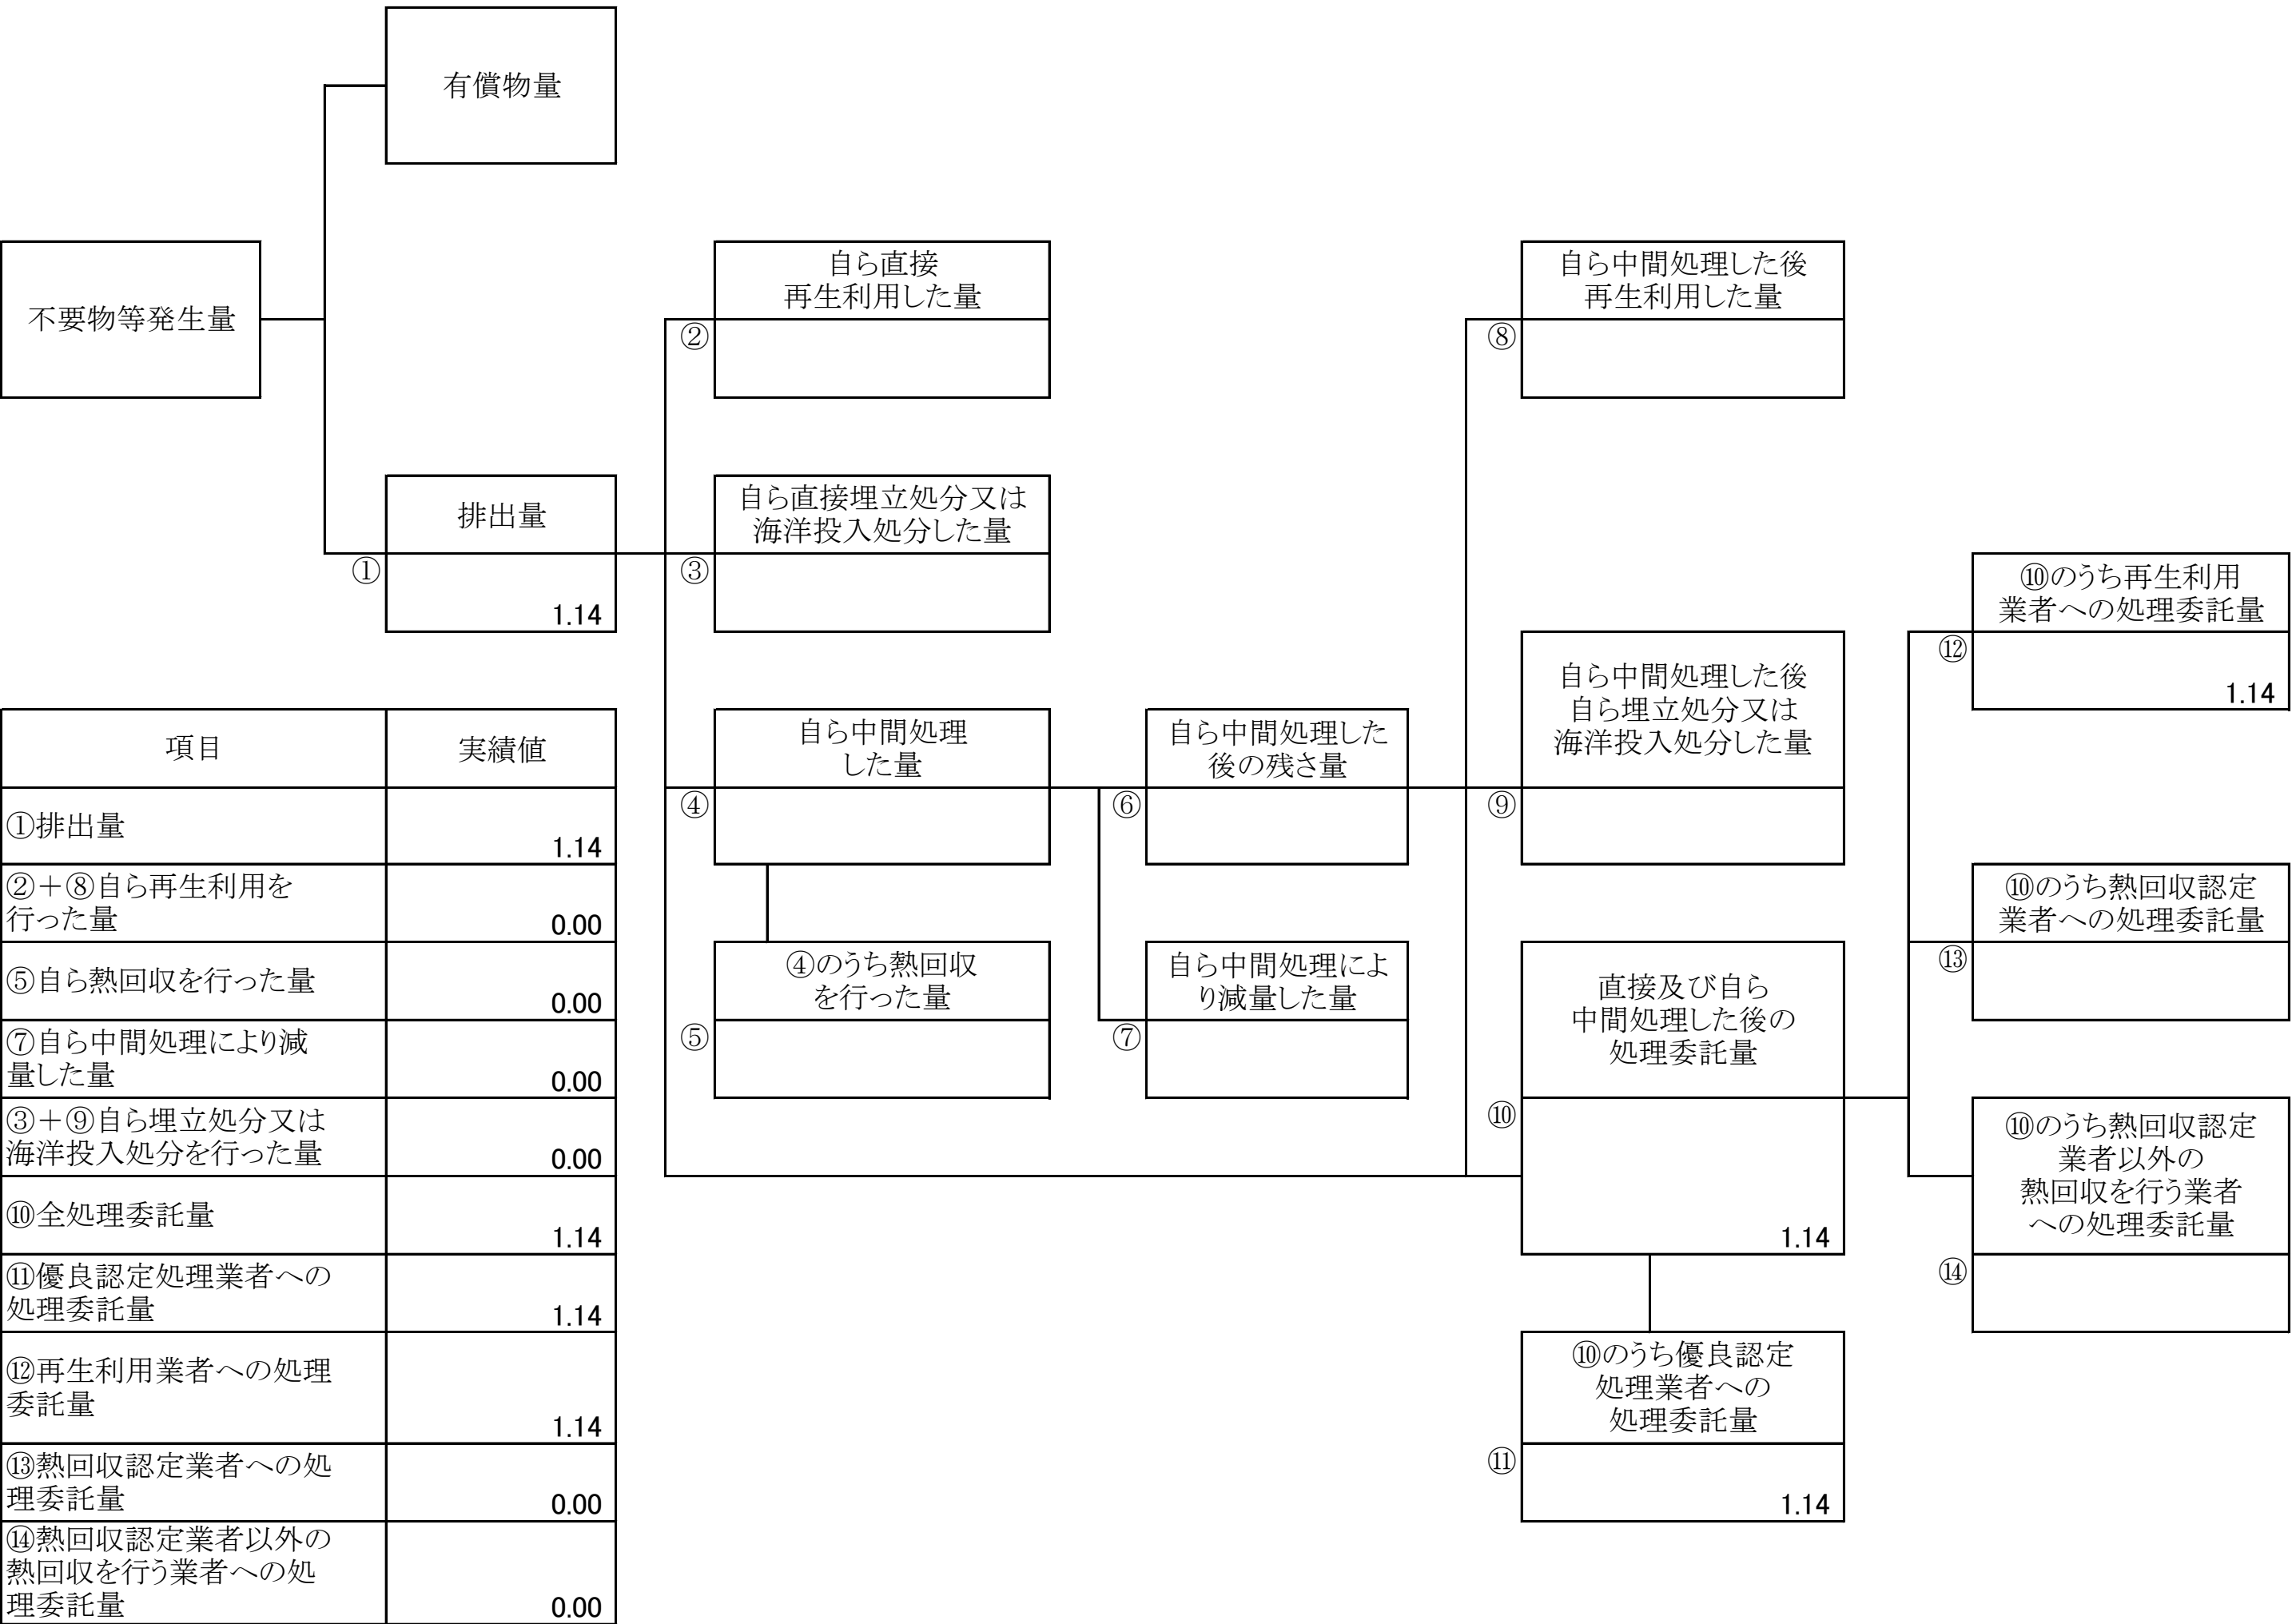 有償物量
不要物等発生量
自ら直接
再生利用した量
②
自ら中間処理した後
再生利用した量
⑧
排出量
①
1.14
自ら直接埋立処分又は
海洋投入処分した量
③
⑩のうち再生利用
業者への処理委託量
⑫
1.14
自ら中間処理した後
自ら埋立処分又は
海洋投入処分した量
⑨
自ら中間処理
した量
④
自ら中間処理した
後の残さ量
⑥
⑩のうち熱回収認定
業者への処理委託量
⑬
④のうち熱回収
を行った量
⑤
自ら中間処理によ
り減量した量
⑦
直接及び自ら
中間処理した後の
処理委託量
⑩
1.14
⑩のうち熱回収認定
業者以外の
熱回収を行う業者
への処理委託量
⑭
⑩のうち優良認定
処理業者への
処理委託量
⑪
1.14
項目 実績値
①排出量
1.14
②+⑧自ら再生利用を
行った量
0.00
⑤自ら熱回収を行った量
0.00
⑦自ら中間処理により減
量した量
0.00
③+⑨自ら埋立処分又は
海洋投入処分を行った量
0.00
⑩全処理委託量
1.14
⑪優良認定処理業者への
処理委託量
1.14
⑫再生利用業者への処理
委託量
1.14
⑬熱回収認定業者への処
理委託量
0.00
⑭熱回収認定業者以外の
熱回収を行う業者への処
理委託量
0.00